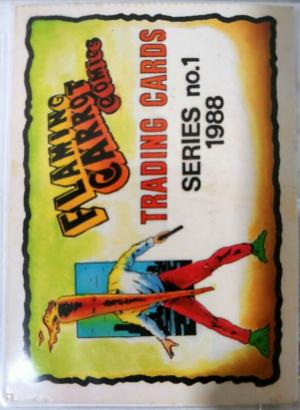 FLAMING
CARROT
COMICS
TRADING CARDS
SERIES no.1
1988